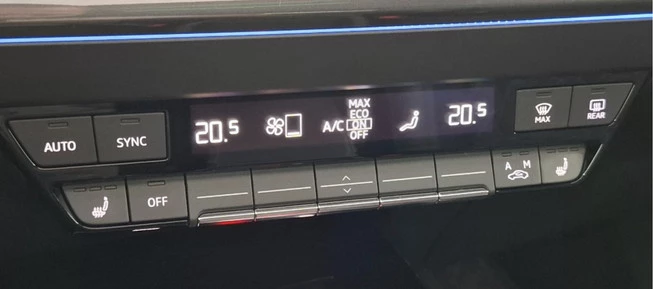 AUTO
SYNC
20.5
A/C
MAX
ECO
ON
OFF
20.5
MAX
REAR
OFF
A M